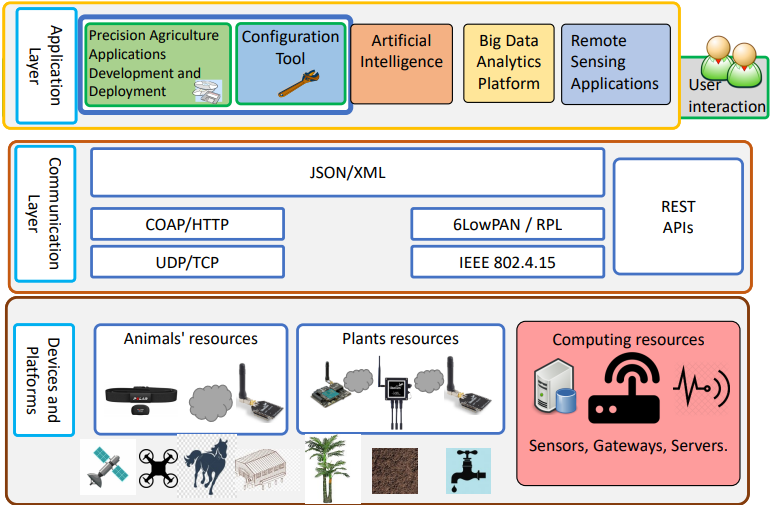 Application
Layer
Precision Agriculture
Applications
Development and
Deployment
Configuration
Tool
Artificial
Intelligence
Big Data
Analytics
Platform
Remote
Sensing
Applications
User
interaction
Communication
Layer
JSON/XML
COAP/HTTP
6LowPAN / RPL
UDP/TCP
IEEE 802.4.15
REST
APIs
Devices and
Platforms
Animals' resources
POLAR
Plants resources
Computing resources
Sensors, Gateways, Servers.